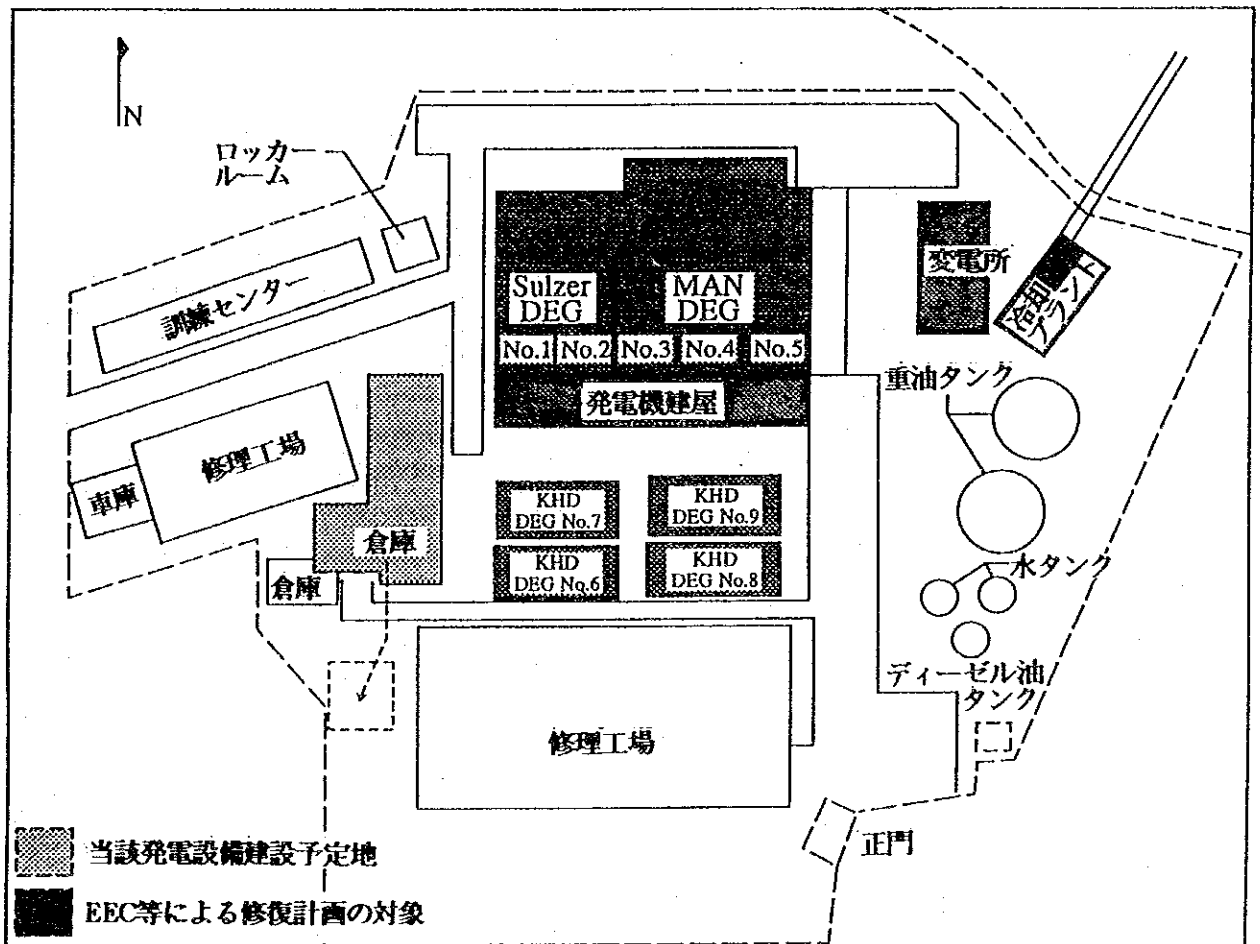 N
ロッカー
ルーム
訓練センター
Sulzer
DEG
MAN
DEG
No.1
No.2
No.3
No.4
No.5
発電機建屋
変電所
冷却
プラント
重油タンク
修理工場
車庫
倉庫
倉庫
KHD
DEG No.7
KHD
DEG No.9
KHD
DEG No.6
KHD
DEG No.8
水タンク
ディーゼル油
タンク
修理工場
正門
当該発電設備建設予定地
EEC等による修復計画の対象